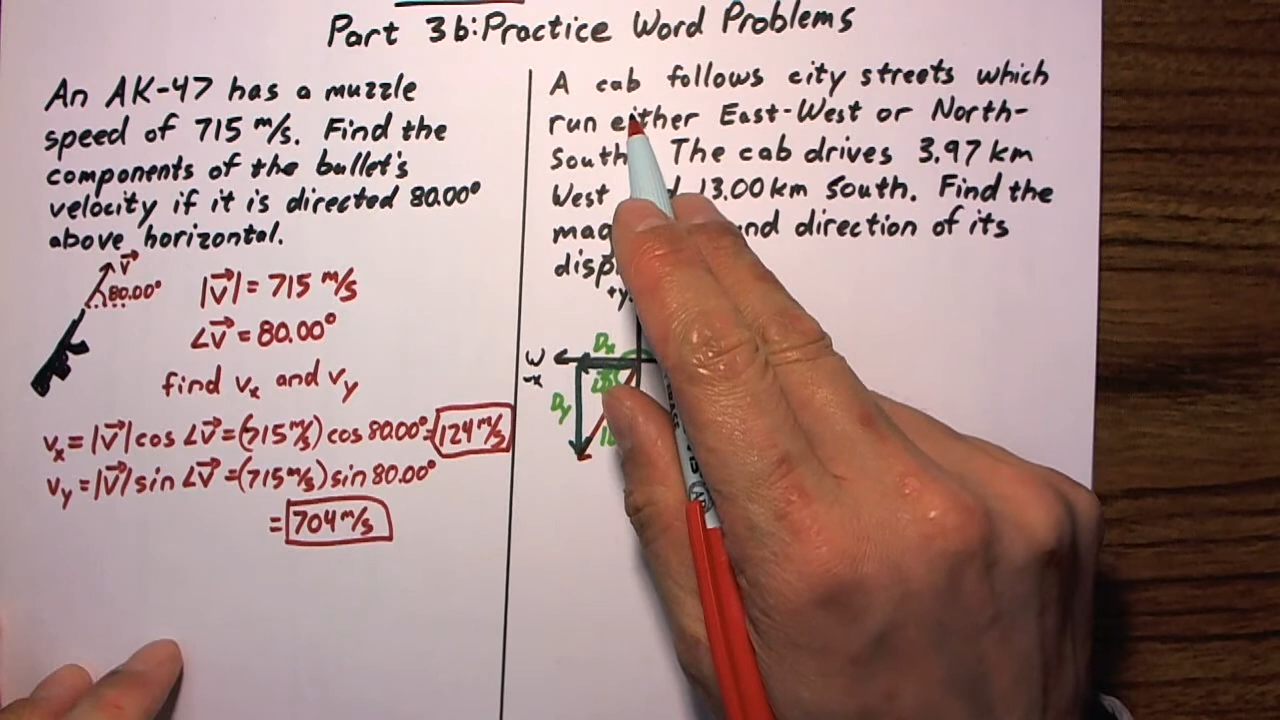 Part 3b: Practice Word Problems
An AK-47 has a muzzle
speed of 715 m/s. Find the
components of the bullet's
velocity if it is directed 80.00°
above horizontal.
v⃗
80.00°
|v⃗| = 715 m/s
∠v⃗ = 80.00°
find vₓ and vᵧ
vₓ = |v⃗| cos ∠v⃗ = (715 m/s) cos 80.00° = 124 m/s
vᵧ = |v⃗| sin ∠v⃗ = (715 m/s) sin 80.00°
= 704 m/s
A cab follows city streets which
run either East-West or North-
South. The cab drives 3.97 km
West 13.00 km South. Find the
direction of its
+y
W
-x
Dₓ
Dᵧ